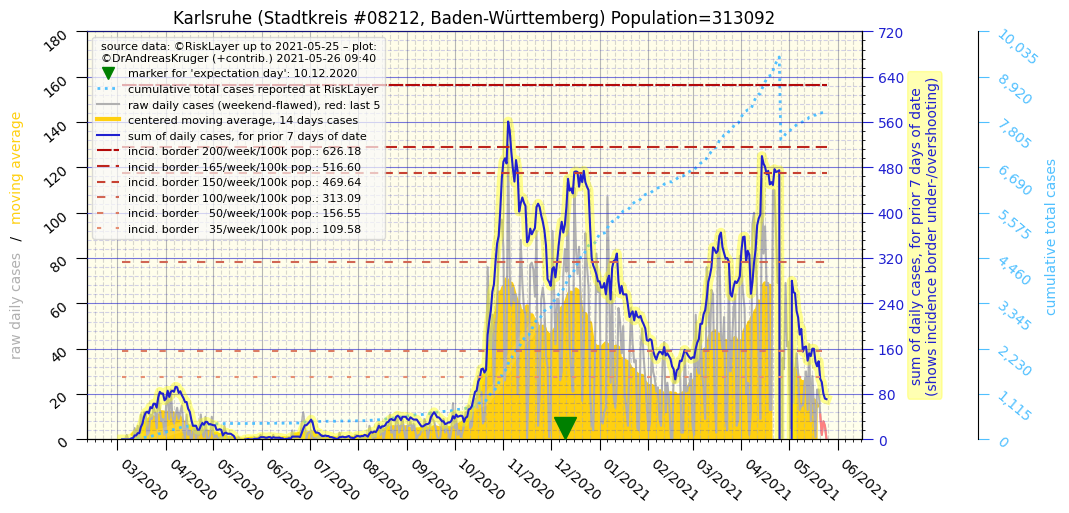 Karlsruhe (Stadtkreis #08212, Baden-Württemberg) Population=313092
source data: ©RiskLayer up to 2021-05-25 – plot:
©DrAndreasKruger (+contrib.) 2021-05-26 09:40
marker for 'expectation day': 10.12.2020
cumulative total cases reported at RiskLayer
raw daily cases (weekend-flawed), red: last 5
centered moving average, 14 days cases
sum of daily cases, for prior 7 days of date
incid. border 200/week/100k pop.: 626.18
incid. border 165/week/100k pop.: 516.60
incid. border 150/week/100k pop.: 469.64
incid. border 100/week/100k pop.: 313.09
incid. border 50/week/100k pop.: 156.55
incid. border 35/week/100k pop.: 109.58
raw daily cases / moving average
180
160
140
120
100
80
60
40
20
0
03/2020
04/2020
05/2020
06/2020
07/2020
08/2020
09/2020
10/2020
11/2020
12/2020
01/2021
02/2021
03/2021
04/2021
05/2021
06/2021
720
640
560
480
400
320
240
160
80
0
sum of daily cases, for prior 7 days of date
(shows incidence border under-/overshooting)
10,035
8,920
7,805
6,690
5,575
4,460
3,345
2,230
1,115
0
cumulative total cases